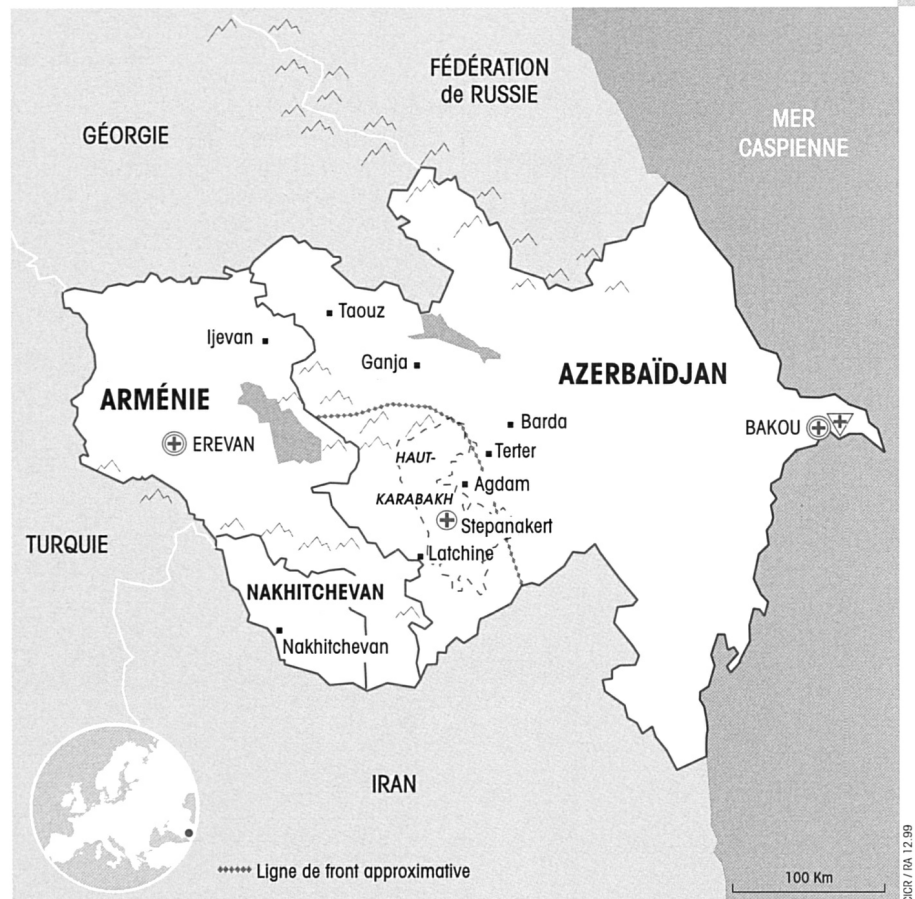 FÉDÉRATION
de RUSSIE
MER
CASPIENNE
GÉORGIE
Taouz
Ijevan
Ganja
AZERBAÏDJAN
ARMÉNIE
Barda
BAKOU
EREVAN
HAUT-
Terter
Agdam
KARABAKH
Stepanakert
TURQUIE
Latchine
NAKHITCHEVAN
Nakhitchevan
IRAN
Ligne de front approximative
100 Km
CICR / RA 12.99